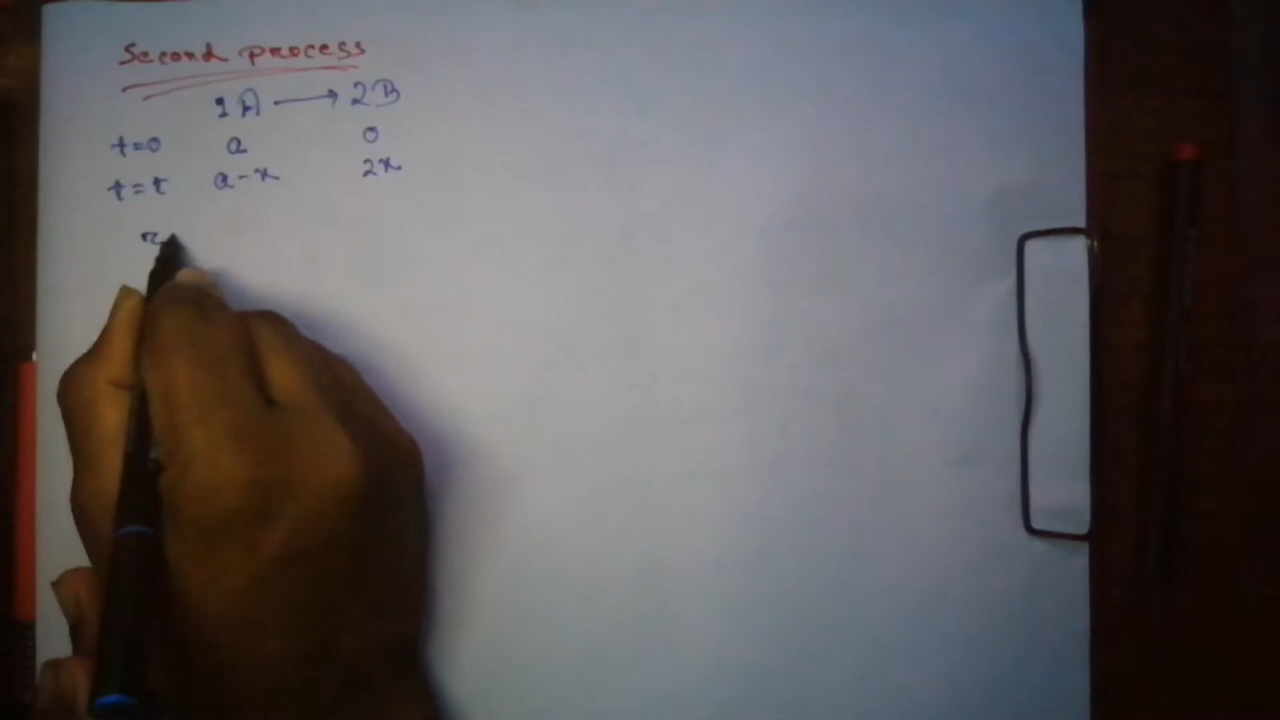 Second process
1A → 2B
t=0 a 0
t=t a-x 2x